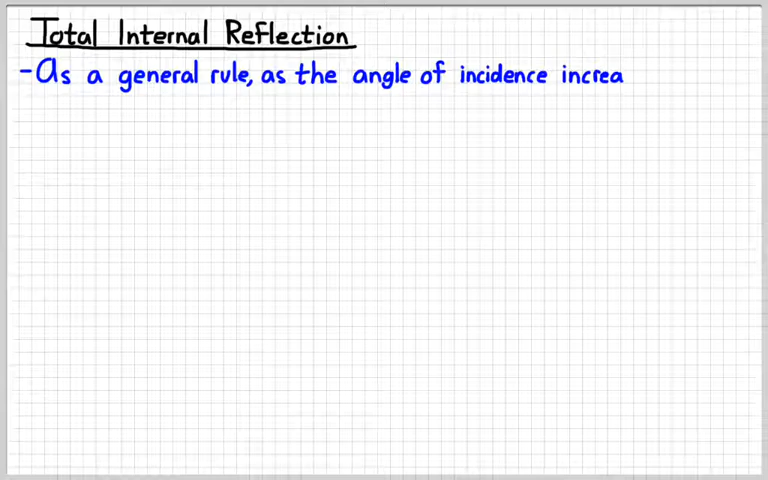 Total Internal Reflection
-As a general rule, as the angle of incidence increa